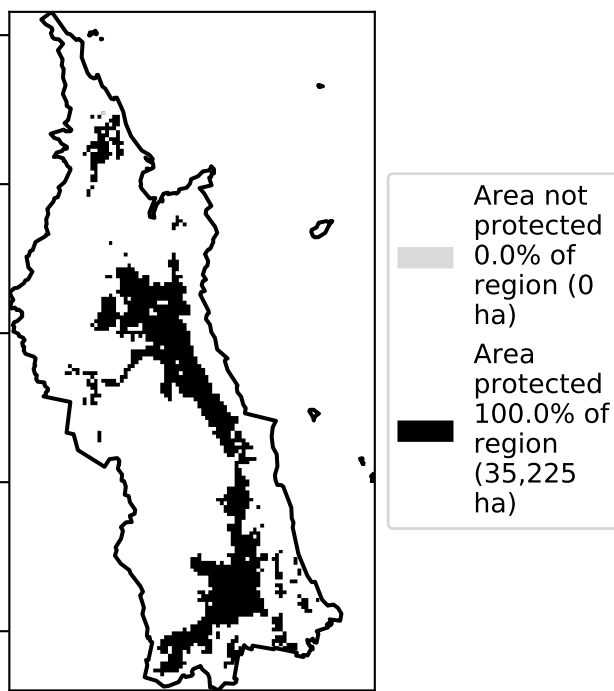 Area not
protected
0.0% of
region (0
ha)
Area
protected
100.0% of
region
(35,225
ha)